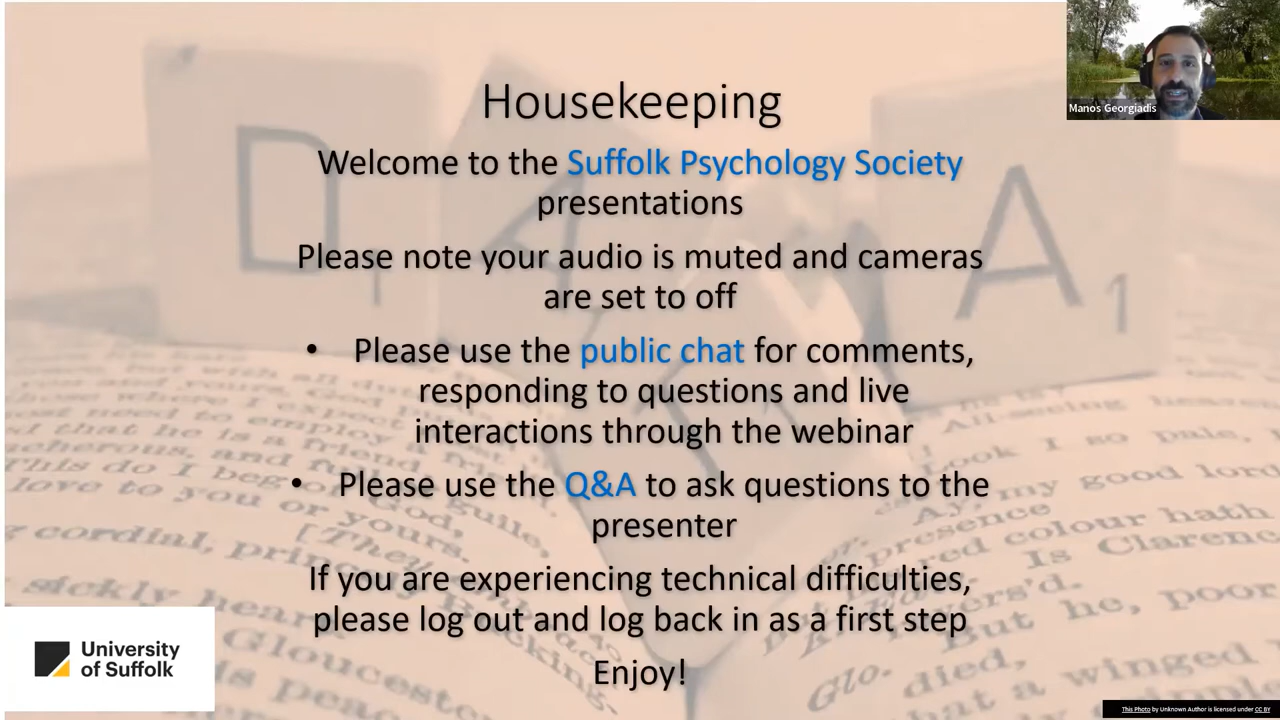 Housekeeping
Manos Georgiadis
Welcome to the Suffolk Psychology Society
presentations
Please note your audio is muted and cameras
are set to off
• Please use the public chat for comments,
responding to questions and live
interactions through the webinar
• Please use the Q&A to ask questions to the
presenter
If you are experiencing technical difficulties,
please log out and log back in as a first step
Enjoy!
University
of Suffolk
This Photo by Unknown Author is licensed under CC BY
D1
A
A1